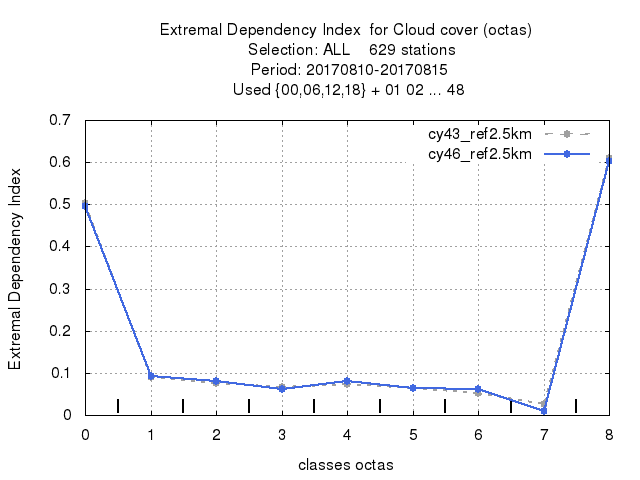 Extremal Dependency Index  for Cloud cover (octas)
Selection: ALL    629 stations
Period: 20170810-20170815
Used {00,06,12,18} + 01 02 ... 48
cy43_ref2.5km
cy46_ref2.5km
Extremal Dependency Index
0.7
0.6
0.5
0.4
0.3
0.2
0.1
0
0 1 2 3 4 5 6 7 8
classes octas